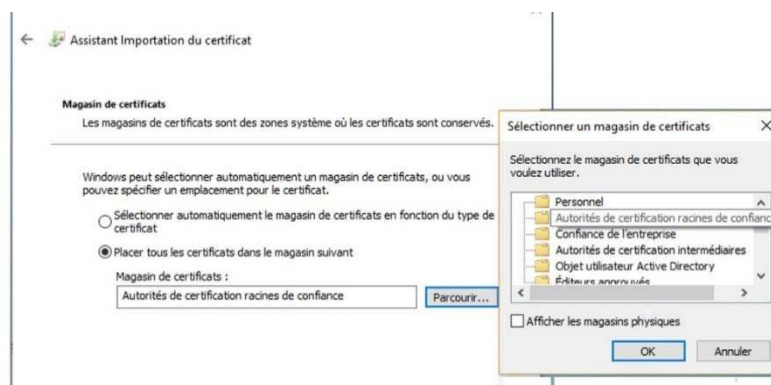 Assistant Importation du certificat
Magasin de certificats
Les magasins de certificats sont des zones système où les certificats sont conservés.
Windows peut sélectionner automatiquement un magasin de certificats, ou vous
pouvez spécifier un emplacement pour le certificat.
Sélectionner automatiquement le magasin de certificats en fonction du type de
certificat
Placer tous les certificats dans le magasin suivant
Magasin de certificats :
Autorités de certification racines de confiance
Parcourir...
Sélectionner un magasin de certificats
Sélectionnez le magasin de certificats que vous
voulez utiliser.
Personnel
Autorités de certification racines de confianc
Confiance de l'entreprise
Autorités de certification intermédiaires
Objet utilisateur Active Directory
Éditeurs approuvés
Afficher les magasins physiques
OK
Annuler